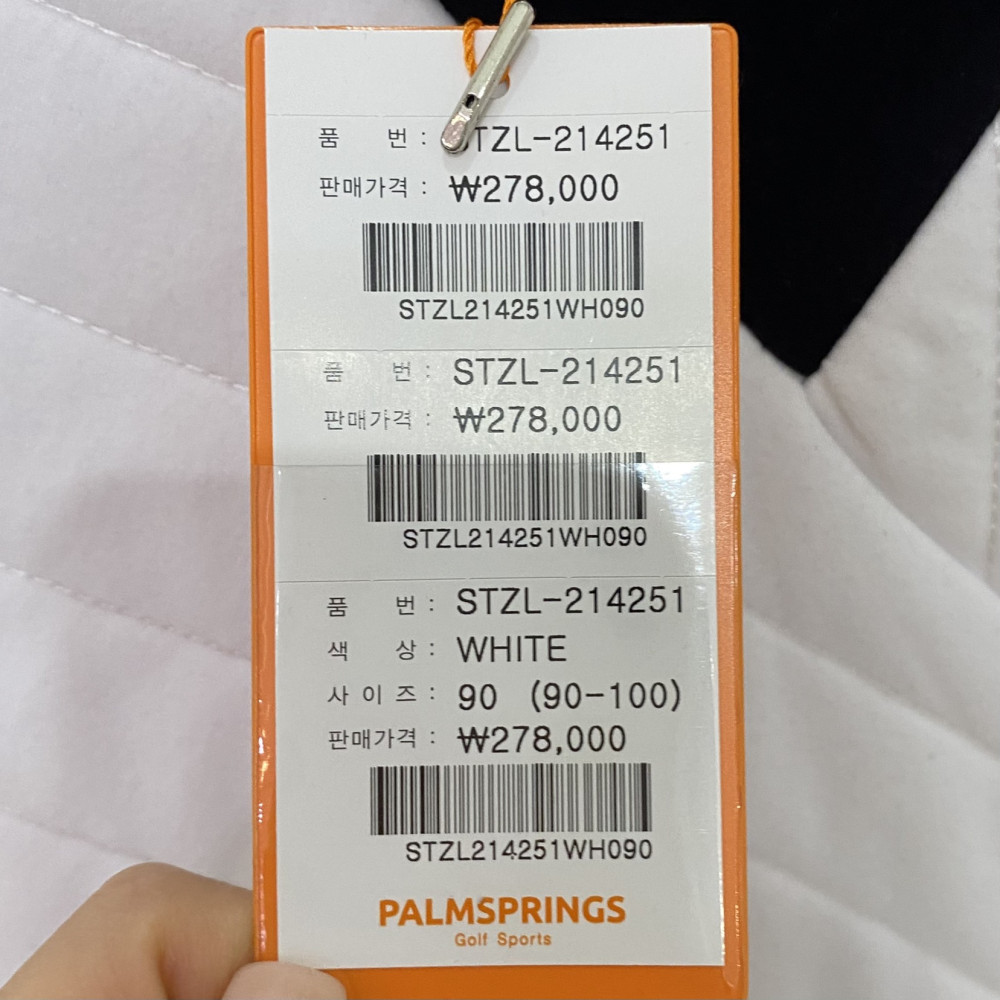 품 번 : STZL-214251
판매가격 : ₩278,000
STZL214251WH090
품 번 : STZL-214251
판매가격 : ₩278,000
STZL214251WH090
품 번 : STZL-214251
색 상 : WHITE
사 이 즈 : 90 (90-100)
판매가격 : ₩278,000
STZL214251WH090
PALMSPRINGS
Golf Sports